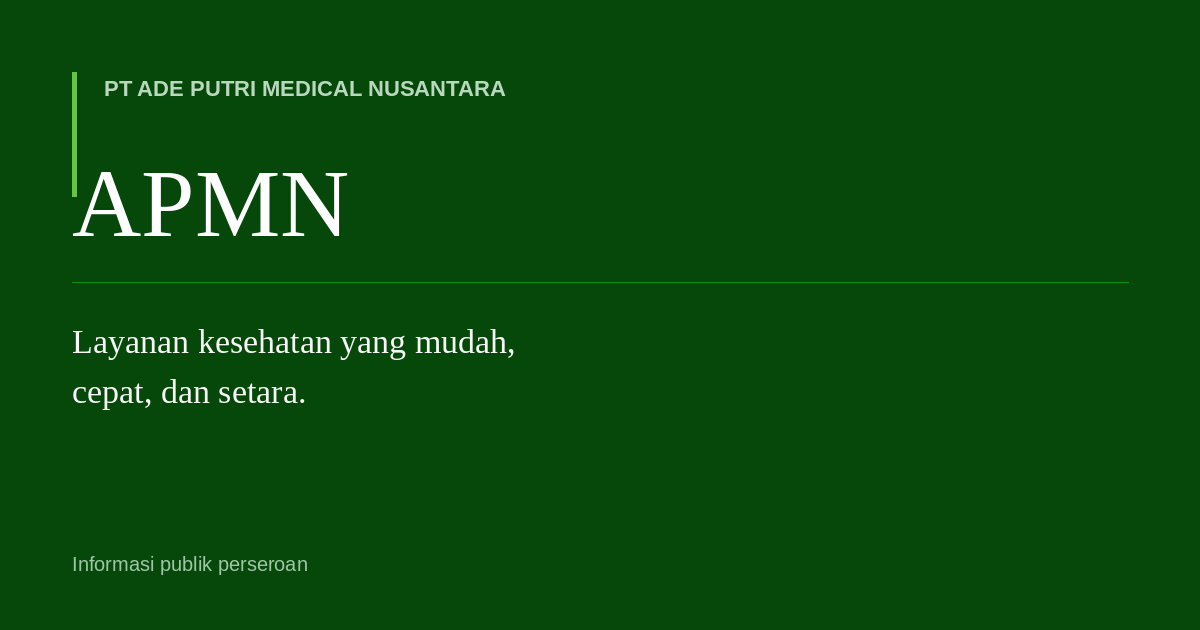 PT ADE PUTRI MEDICAL NUSANTARA
APMN
Layanan kesehatan yang mudah,
cepat, dan setara.
Informasi publik perseroan